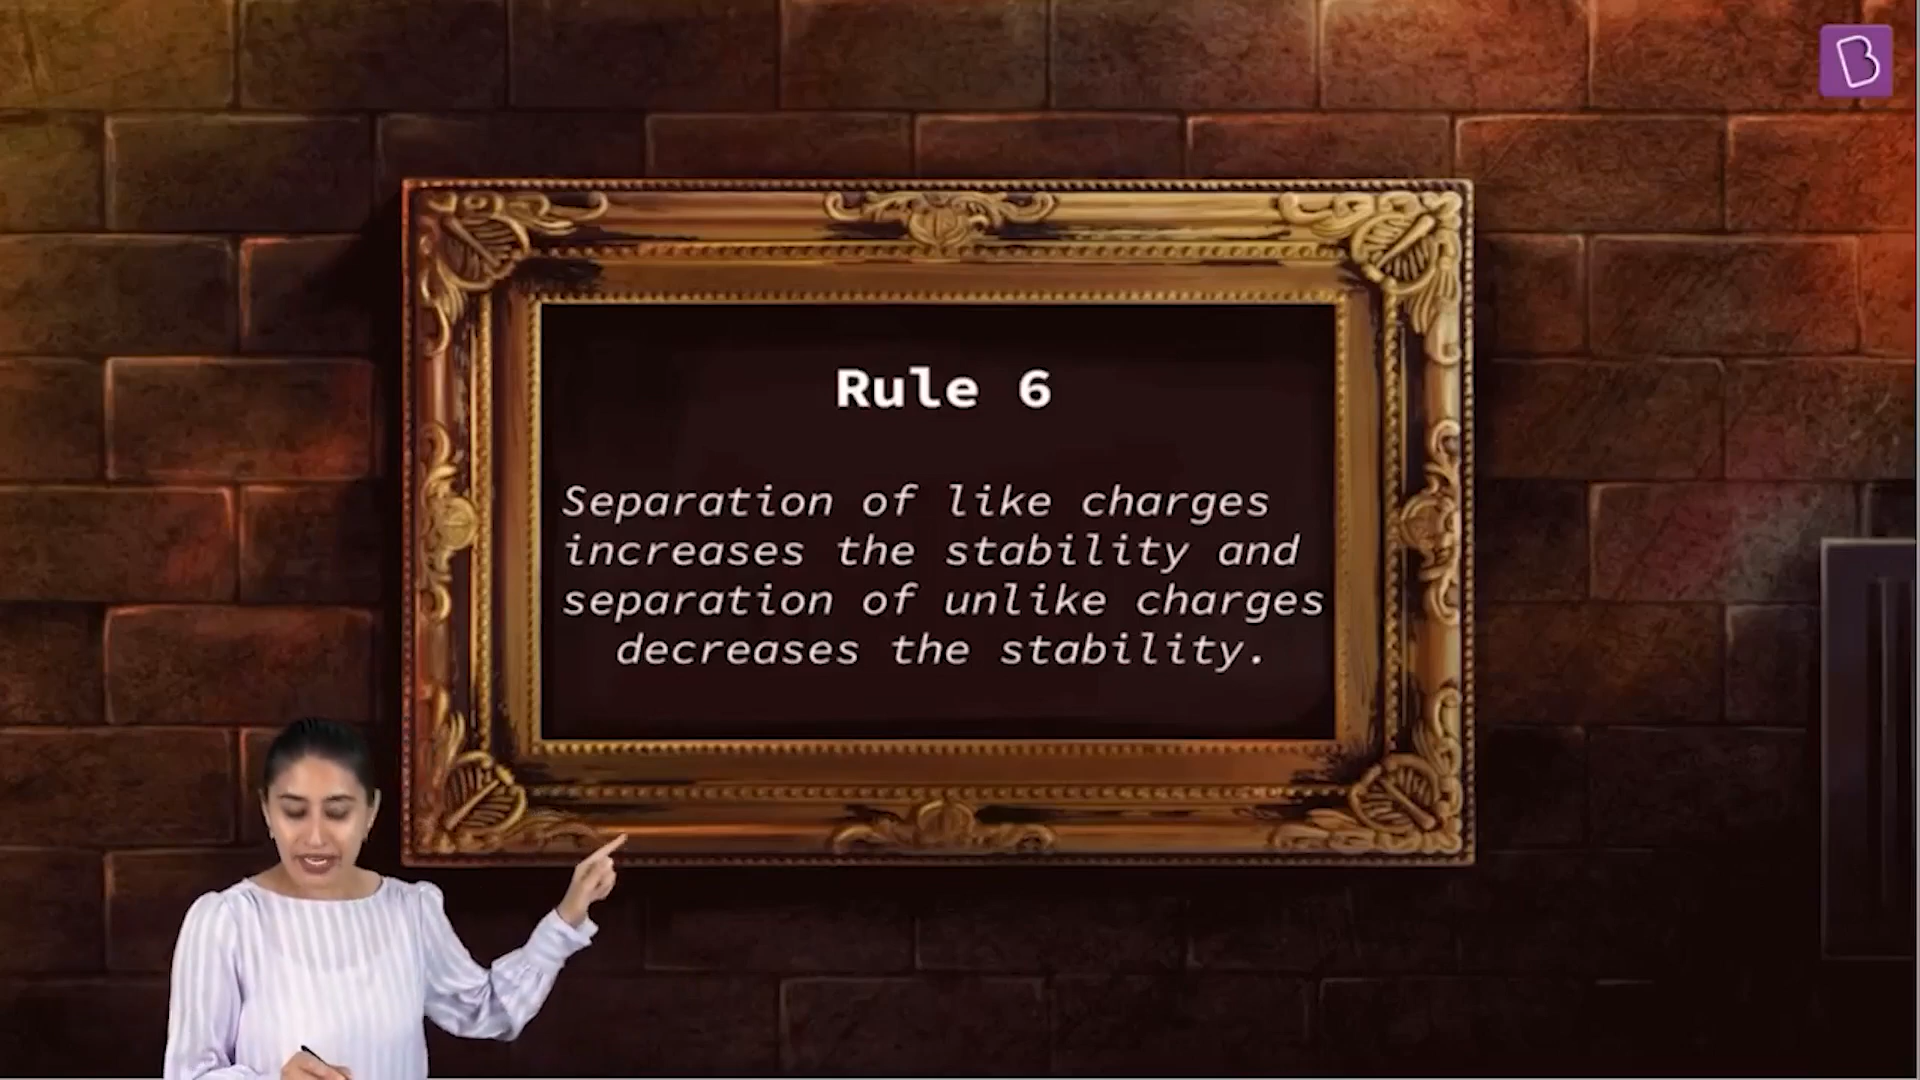 B
Rule 6
Separation of like charges
increases the stability and
separation of unlike charges
decreases the stability.